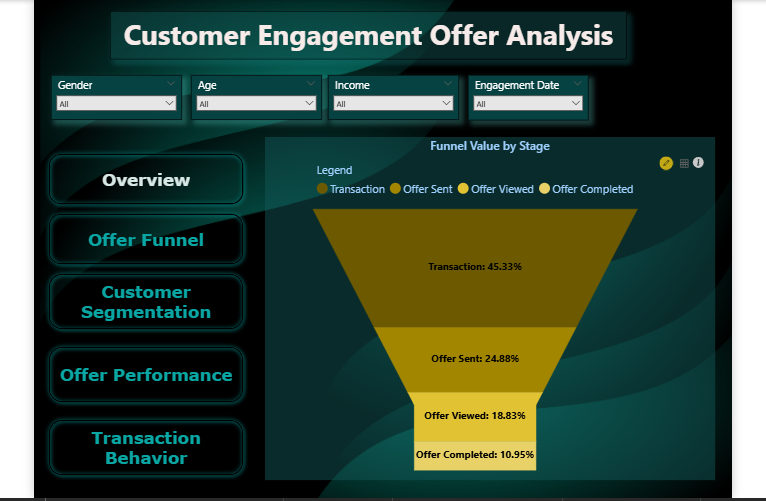 Customer Engagement Offer Analysis
Gender
Age
Income
Engagement Date
All
All
All
All
Funnel Value by Stage
Legend
Transaction
Offer Sent
Offer Viewed
Offer Completed
Overview
Offer Funnel
Customer
Segmentation
Offer Performance
Transaction
Behavior
Transaction: 45.33%
Offer Sent: 24.88%
Offer Viewed: 18.83%
Offer Completed: 10.95%